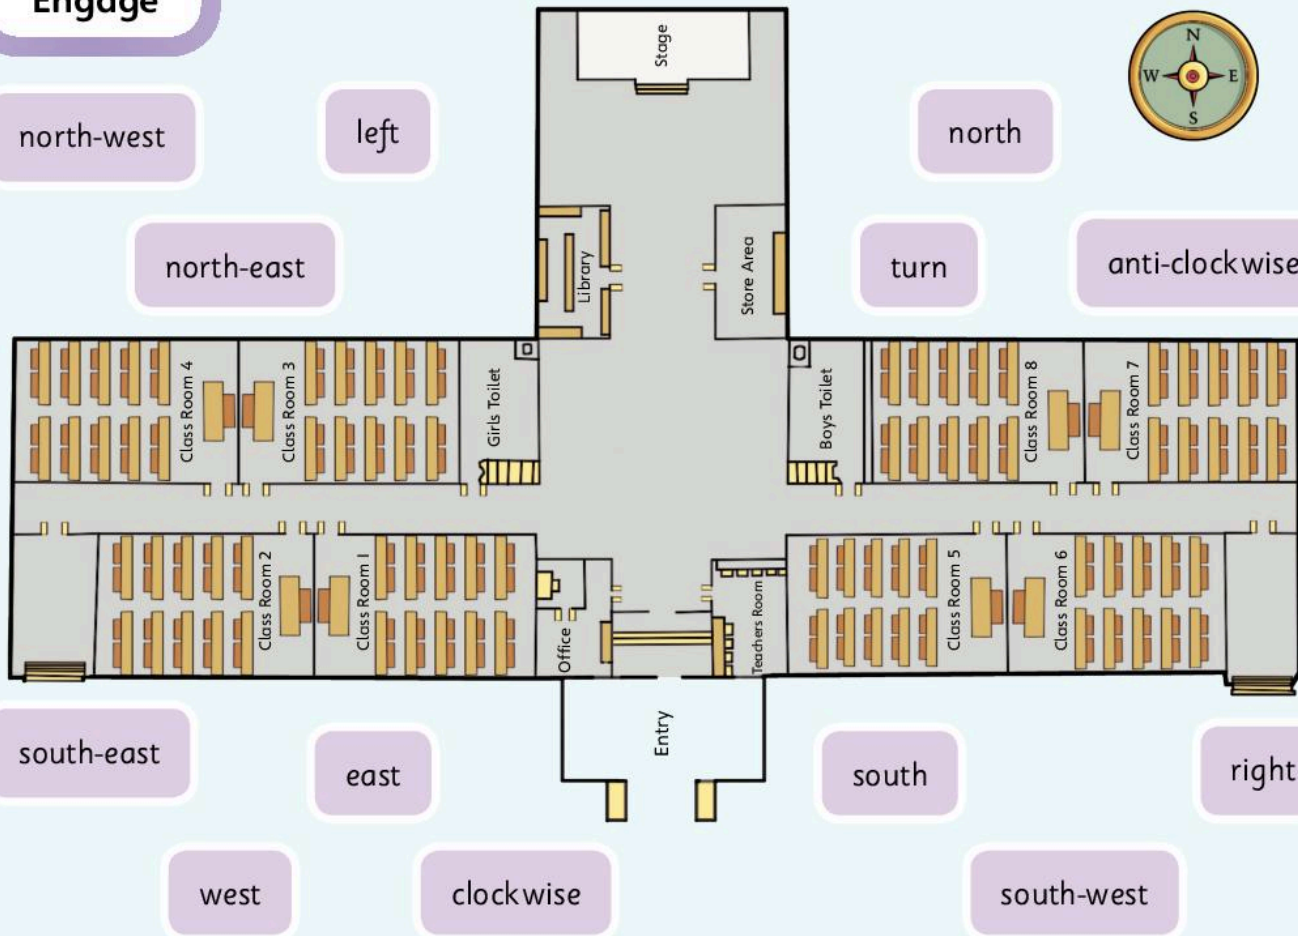 Engage
Stage
N
W
E
S
north-west
left
north
north-east
turn
anti-clockwise
Library
Store Area
Class Room 4
Class Room 3
Girls Toilet
Boys Toilet
Class Room 8
Class Room 7
Class Room 2
Class Room 1
Office
Teachers Room
Class Room 5
Class Room 6
Entry
south-east
east
south
right
west
clockwise
south-west